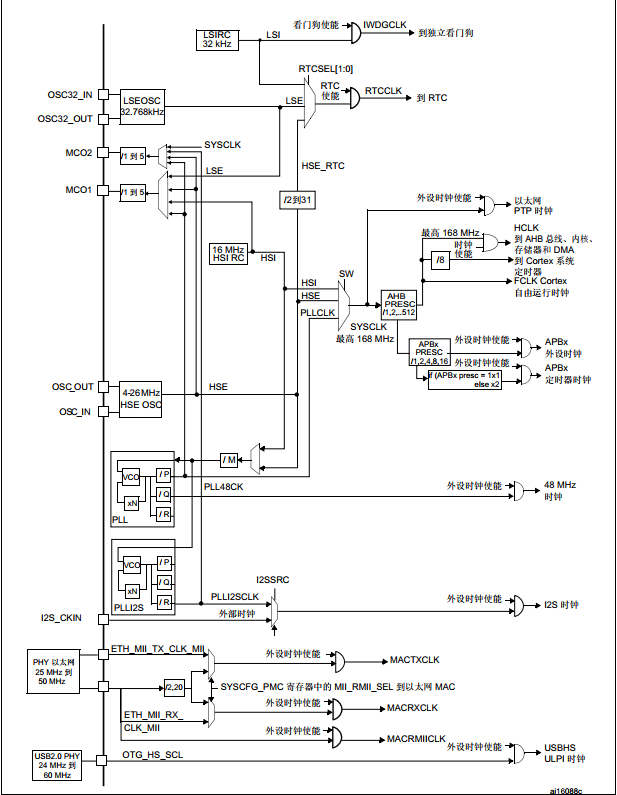 看门狗使能
IWDGCLK
到独立看门狗
LSIRC
32 kHz
LSI
RTCSEL[1:0]
OSC32_IN
OSC32_OUT
LSEOSC
32.768kHz
LSE
RTC
使能
RTCCLK
到 RTC
MCO2
/1 到 5
SYSCLK
LSE
MCO1
/1 到 5
HSE_RTC
/2到31
外设时钟使能
以太网
PTP 时钟
16 MHz
HSI RC
HSI
最高 168 MHz
时钟
使能
HCLK
到 AHB 总线、内核、
存储器和 DMA
/8
到 Cortex 系统
定时器
FCLK Cortex
自由运行时钟
SW
HSI
HSE
PLLCLK
SYSCLK
最高 168 MHz
AHB
PRESC
/1,2,..512
APBx
PRESC
/1,2,4,8,16
外设时钟使能
APBx
外设时钟
外设时钟使能
if (APBx presc = 1x1
else x2
APBx
定时器时钟
OSC_OUT
OSC_IN
4-26MHz
HSE OSC
HSE
/ M
VCO
xN
/ P
/ Q
/ R
PLL
PLL48CK
外设时钟使能
48 MHz
时钟
VCO
xN
/ P
/ Q
/ R
PLLI2S
PLLI2SCLK
I2SSRC
外部时钟
I2S_CKIN
外设时钟使能
I2S 时钟
PHY 以太网
25 MHz 到
50 MHz
ETH_MII_TX_CLK_MII
外设时钟使能
MACTXCLK
/2,20
SYSCFG_PMC 寄存器中的 MII_RMII_SEL 到以太网 MAC
ETH_MII_RX_
CLK_MII
外设时钟使能
MACRXCLK
外设时钟使能
MACRMIICLK
USB2.0 PHY
24 MHz 到
60 MHz
OTG_HS_SCL
外设时钟使能
USBHS
ULPI 时钟
ai16088c